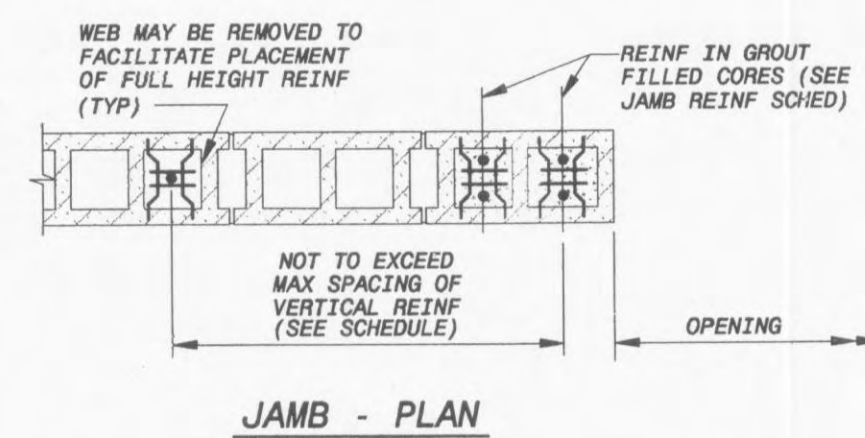 WEB MAY BE REMOVED TO
FACILITATE PLACEMENT
OF FULL HEIGHT REINF
(TYP)
REINF IN GROUT
FILLED CORES (SEE
JAMB REINF SCHED)
NOT TO EXCEED
MAX SPACING OF
VERTICAL REINF
(SEE SCHEDULE)
OPENING
JAMB - PLAN